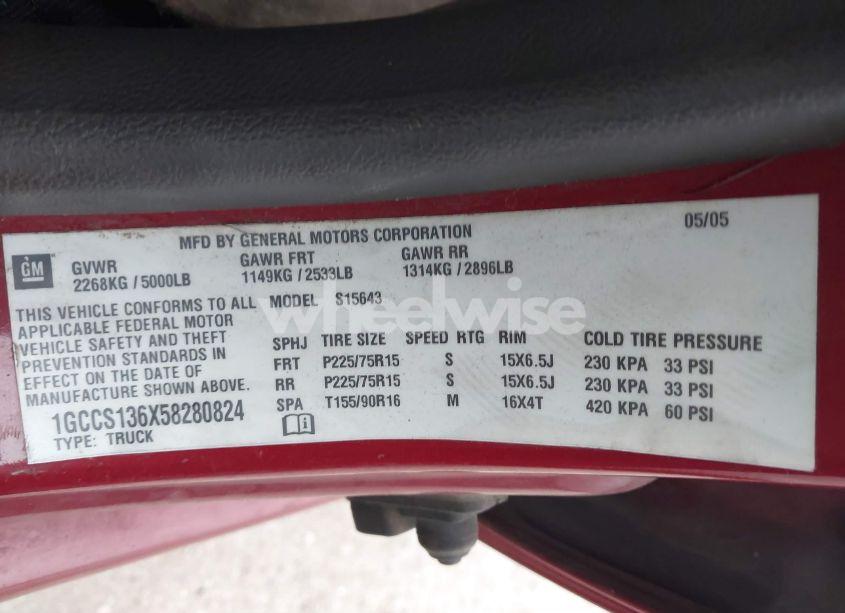 05/05
MFD BY GENERAL MOTORS CORPORATION
GM
GVWR GAWR FRT GAWR RR
2268KG / 5000LB 1149KG / 2533LB 1314KG / 2896LB
THIS VEHICLE CONFORMS TO ALL
APPLICABLE FEDERAL MOTOR
VEHICLE SAFETY AND THEFT
PREVENTION STANDARDS IN
EFFECT ON THE DATE OF
MANUFACTURE SHOWN ABOVE.
1GCCS136X58280824
TYPE: TRUCK
MODEL S15643
SPHJ TIRE SIZE SPEED RTG RIM COLD TIRE PRESSURE
FRT P225/75R15 S 15X6.5J 230 KPA 33 PSI
RR P225/75R15 S 15X6.5J 230 KPA 33 PSI
SPA T155/90R16 M 16X4T 420 KPA 60 PSI
wheelwise